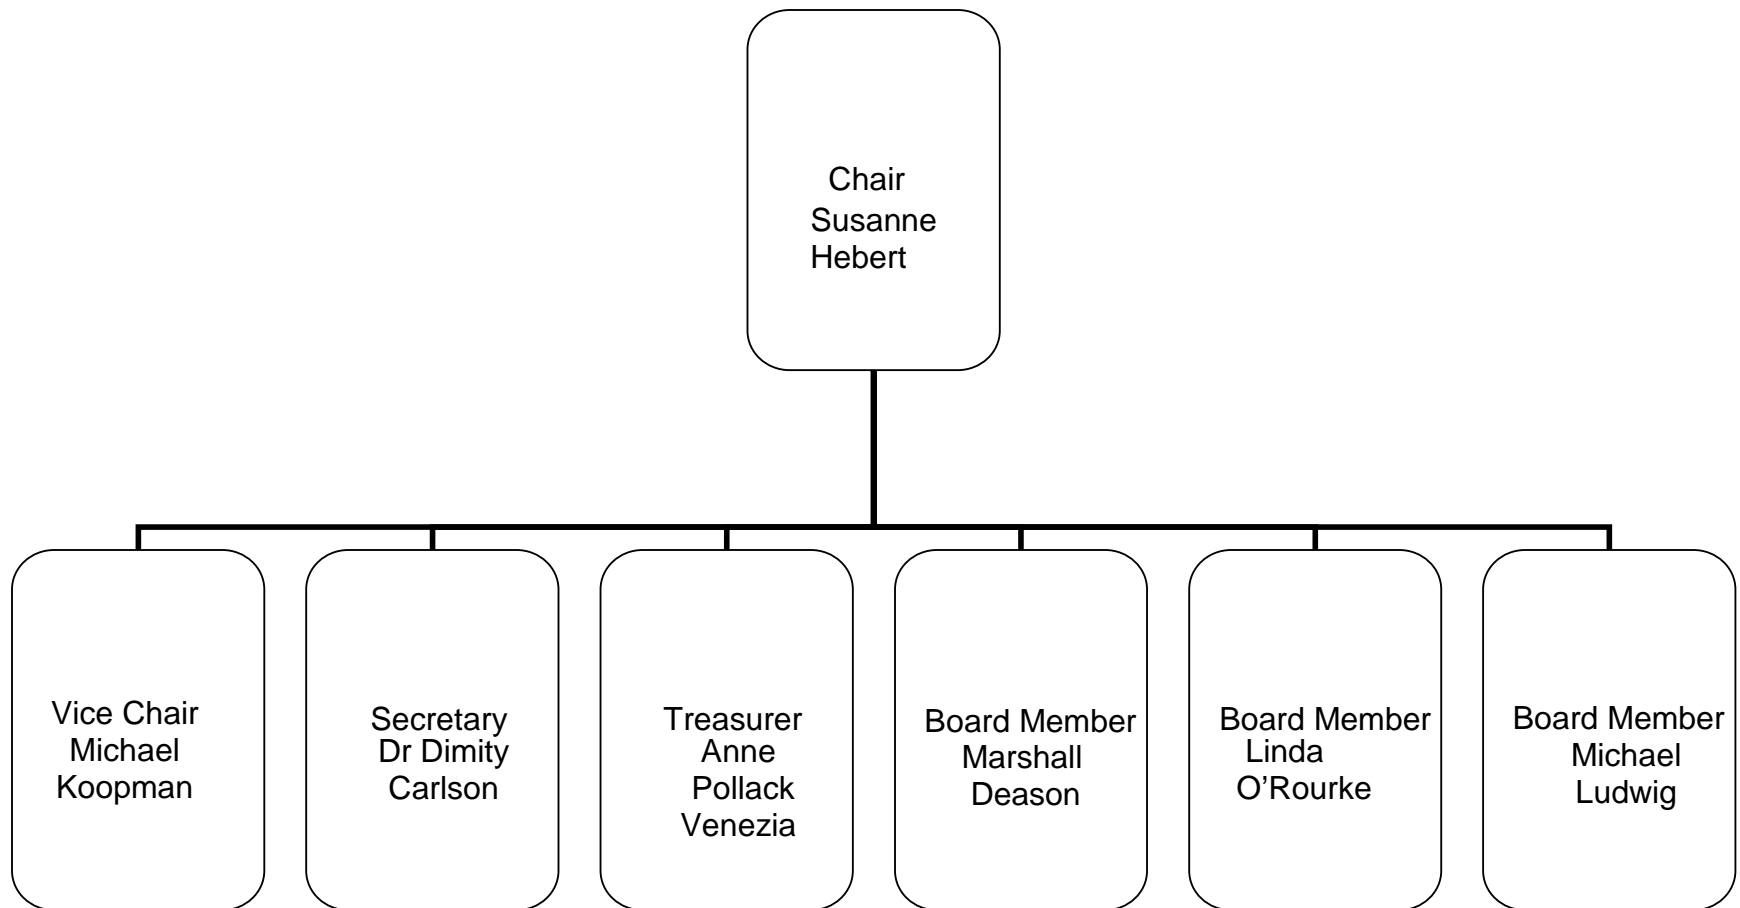 Chair
Susanne
Hebert
Vice Chair
Michael
Koopman
Secretary
Dr Dimity
Carlson
Treasurer
Anne
Pollack
Venezia
Board Member
Marshall
Deason
Board Member
Linda
O’Rourke
Board Member
Michael
Ludwig